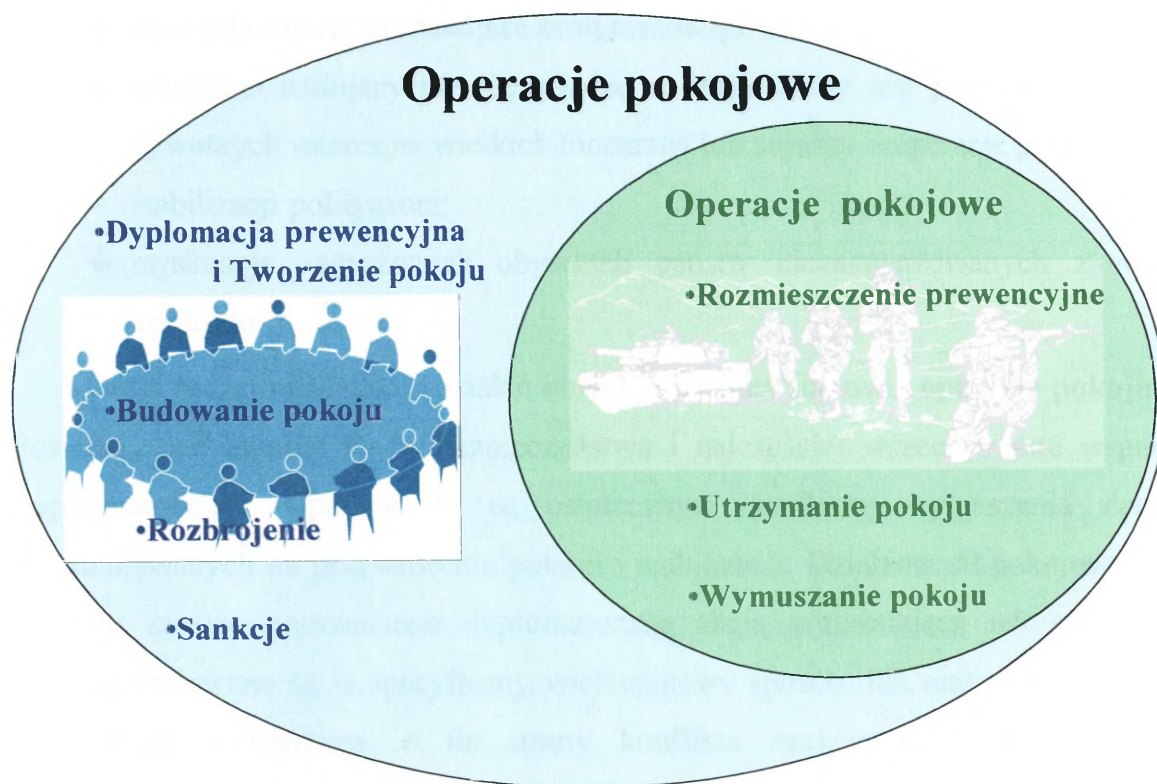 Operacje pokojowe
•Dyplomacja prewencyjna
i Tworzenie pokoju
•Budowanie pokoju
•Rozbrojenie
•Sankcje
Operacje pokojowe
•Rozmieszczenie prewencyjne
•Utrzymanie pokoju
•Wymuszanie pokoju